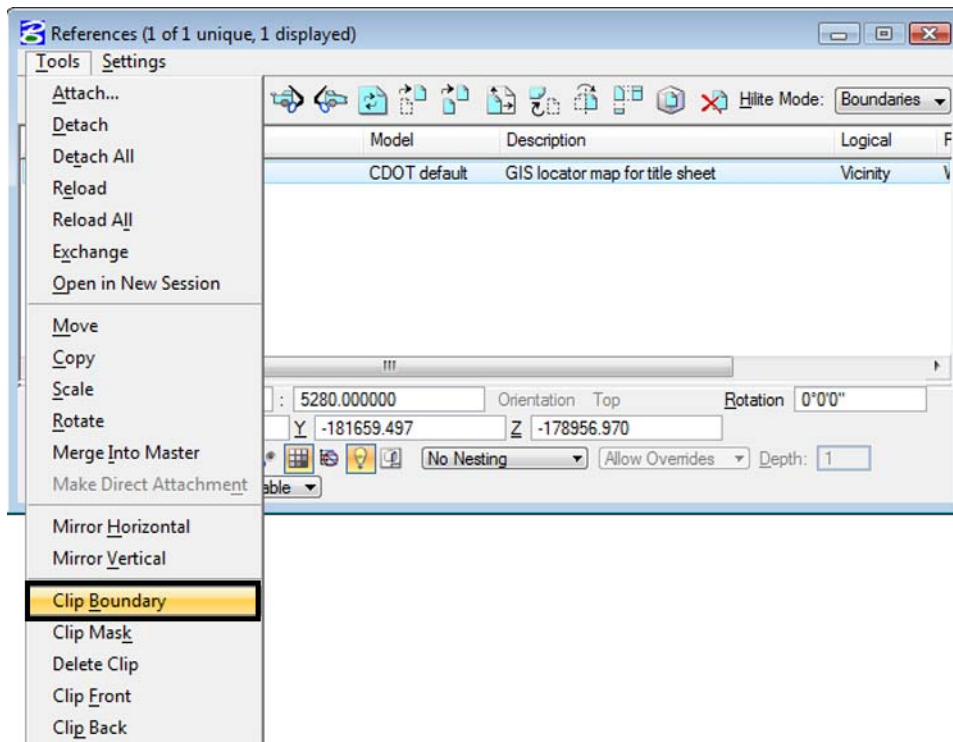 References (1 of 1 unique, 1 displayed)
Tools Settings
Attach...
Hilite Mode: Boundaries
Detach
Model Description Logical
Detach All
CDOT default GIS locator map for title sheet Vicinity
Reload
Reload All
Exchange
Open in New Session
Move
Copy
Scale
: 5280.000000 Orientation Top Rotation 0°0'0"
Rotate
Y -181659.497 Z -178956.970
Merge Into Master
No Nesting Allow Overrides Depth: 1
Make Direct Attachment
able
Mirror Horizontal
Mirror Vertical
Clip Boundary
Clip Mask
Delete Clip
Clip Front
Clip Back